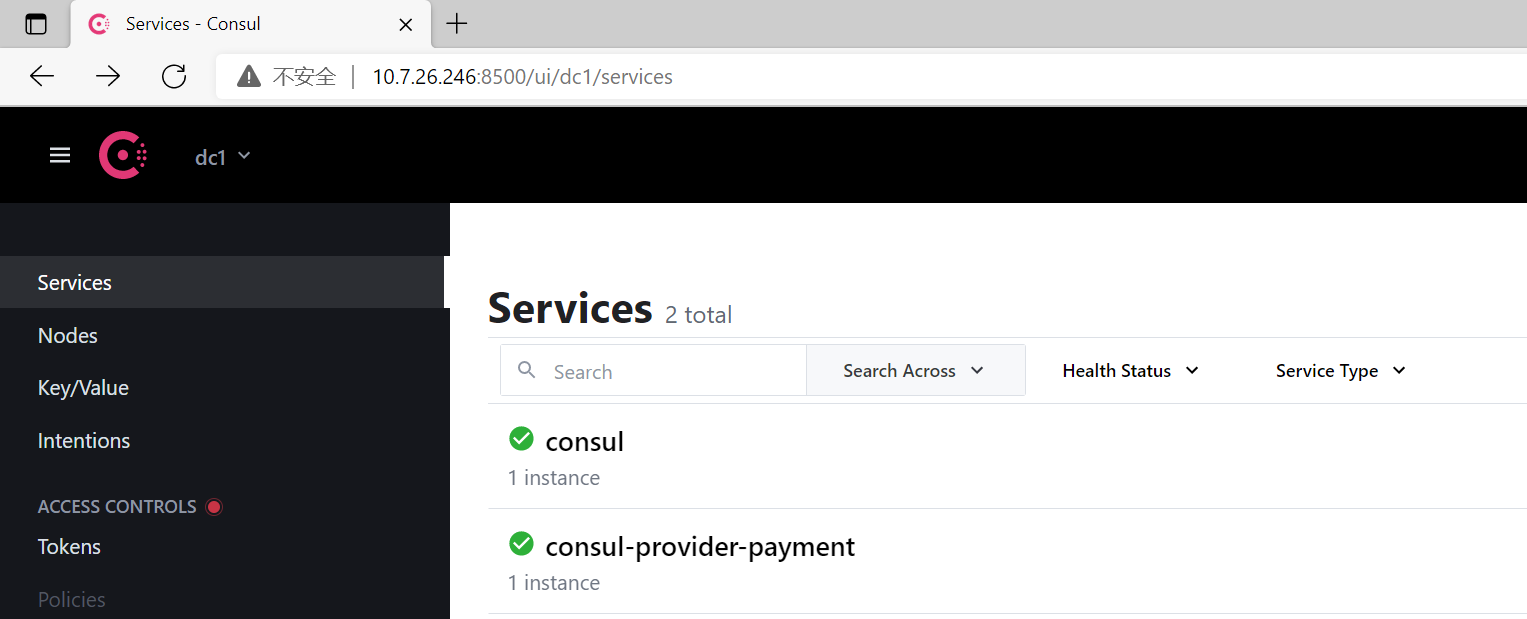 Services - Consul
不安全 | 10.7.26.246:8500/ui/dc1/services
dc1
Services
Nodes
Key/Value
Intentions
ACCESS CONTROLS
Tokens
Policies
Services 2 total
Search Search Across Health Status Service Type
consul
1 instance
consul-provider-payment
1 instance